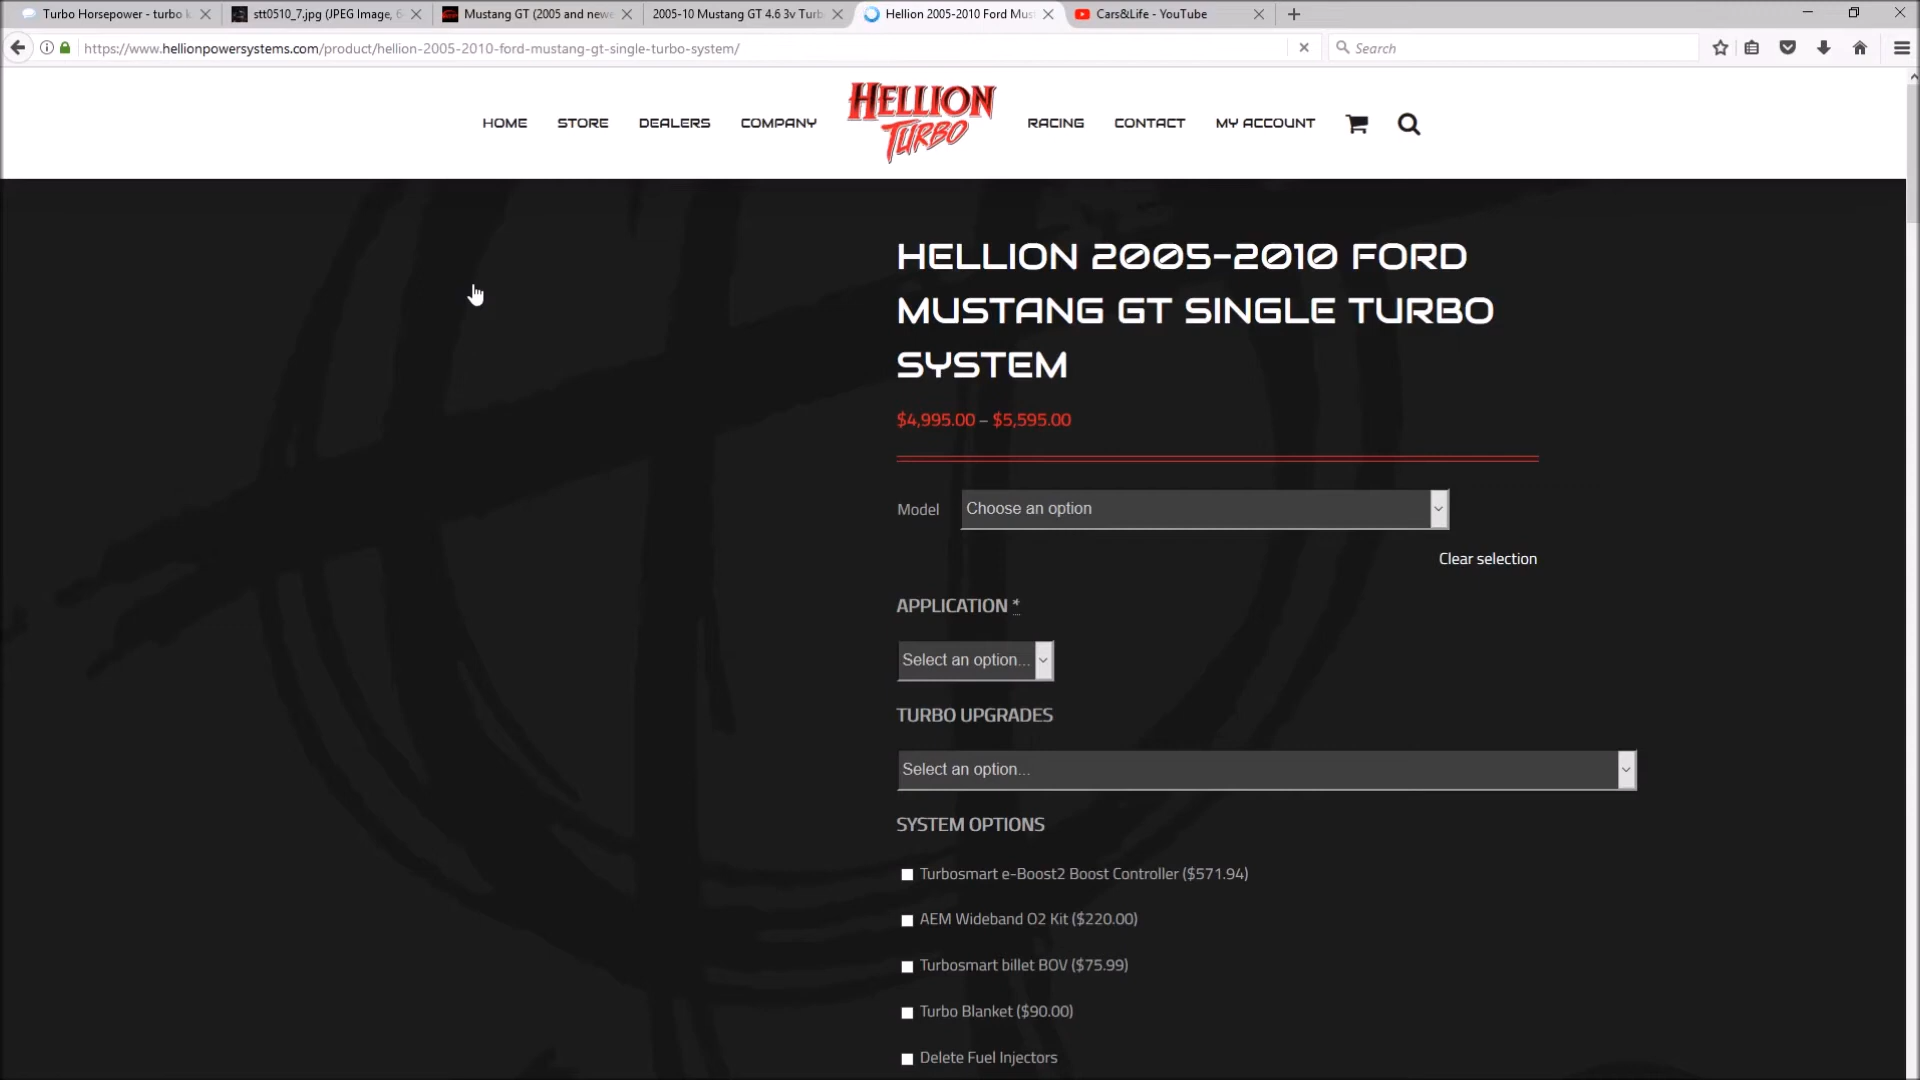 Turbo Horsepower - turbo k
stt0510_7.jpg (JPEG Image, 6
Mustang GT (2005 and newe
2005-10 Mustang GT 4.6 3v Turb
Hellion 2005-2010 Ford Mus
Cars&Life - YouTube
https://www.hellionpowersystems.com/product/hellion-2005-2010-ford-mustang-gt-single-turbo-system/
Search
HOME
STORE
DEALERS
COMPANY
HELLION
TURBO
RACING
CONTACT
MY ACCOUNT
HELLION 2005-2010 FORD
MUSTANG GT SINGLE TURBO
SYSTEM
$4,995.00 – $5,595.00
Model
Choose an option
Clear selection
APPLICATION *
Select an option...
TURBO UPGRADES
Select an option...
SYSTEM OPTIONS
Turbosmart e-Boost2 Boost Controller ($571.94)
AEM Wideband O2 Kit ($220.00)
Turbosmart billet BOV ($75.99)
Turbo Blanket ($90.00)
Delete Fuel Injectors